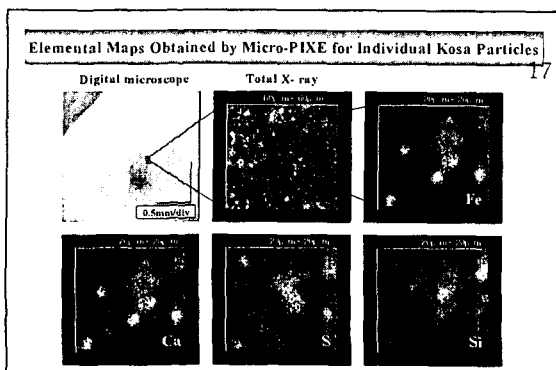 Elemental Maps Obtained by Micro-PIXE for Individual Kosa Particles
17
Digital microscope
Total X- ray
0.5mm/div
Fe
Ca
S
Si